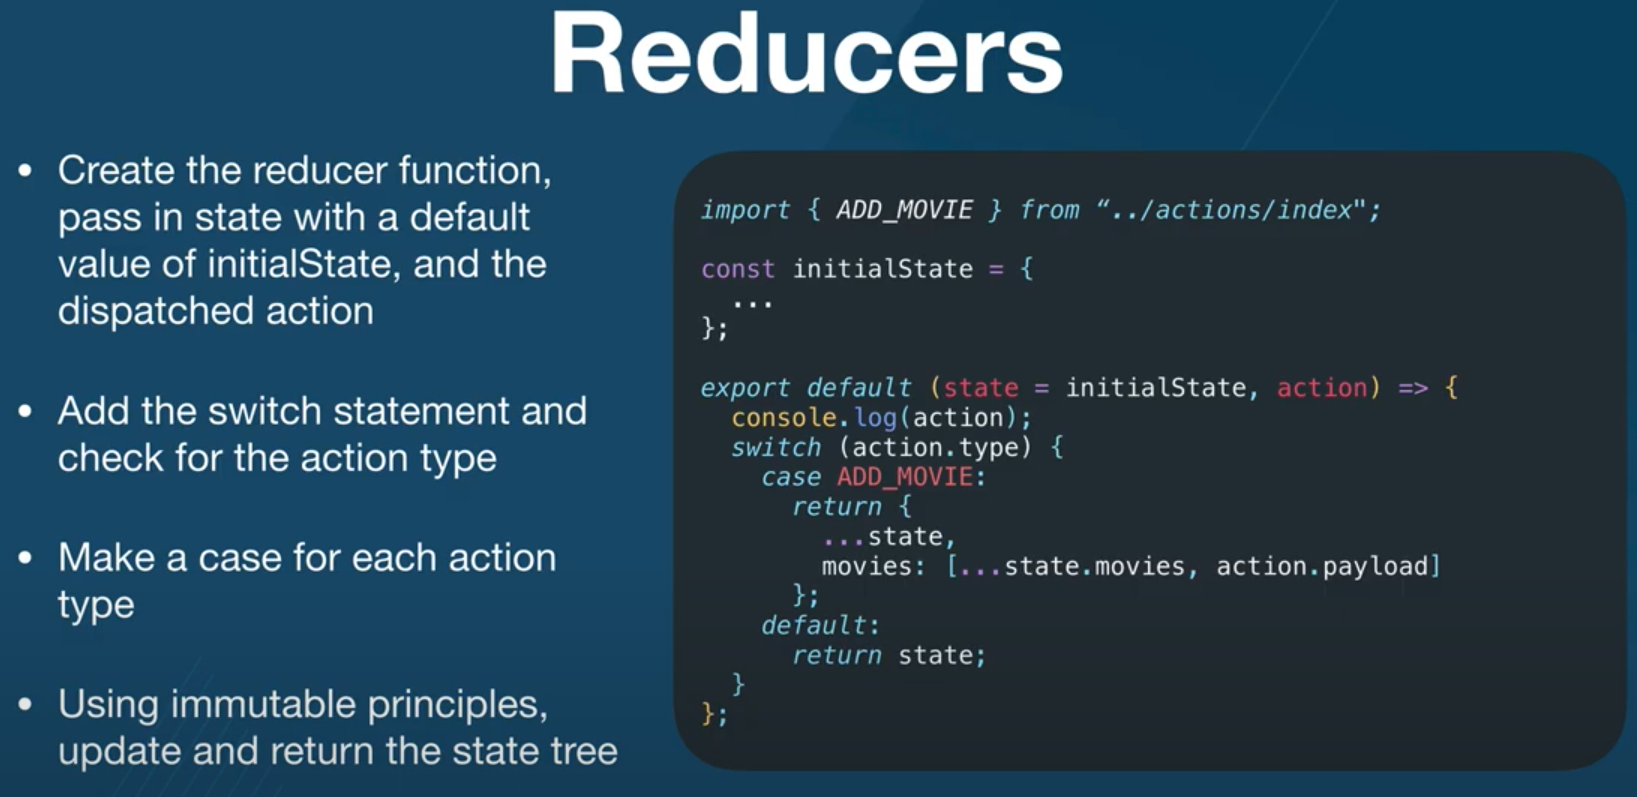 Reducers
• Create the reducer function,
pass in state with a default
value of initialState, and the
dispatched action
• Add the switch statement and
check for the action type
• Make a case for each action
type
• Using immutable principles,
update and return the state tree
import { ADD_MOVIE } from “../actions/index";
const initialState = {
  ...
};
export default (state = initialState, action) => {
  console.log(action);
  switch (action.type) {
    case ADD_MOVIE:
      return {
        ...state,
        movies: [...state.movies, action.payload]
      };
    default:
      return state;
  }
};